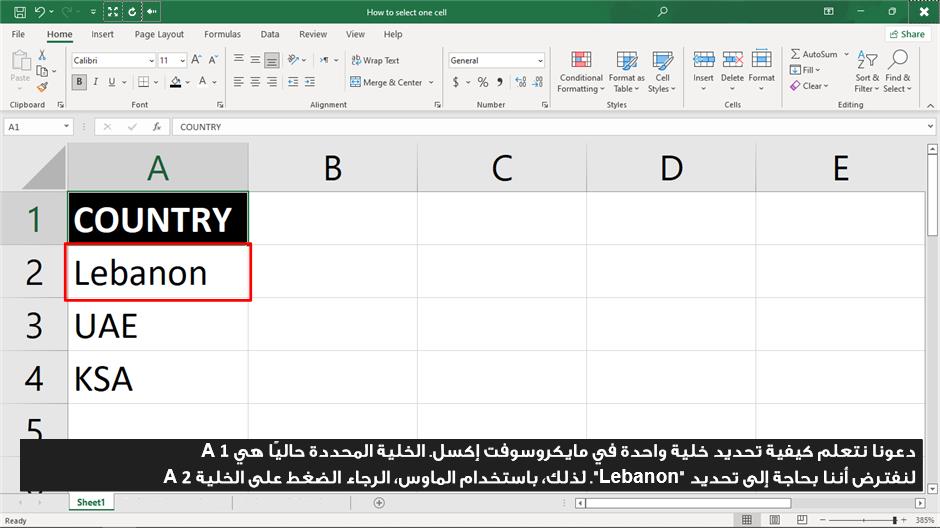 How to select one cell
File Home Insert Page Layout Formulas Data Review View Help Share
Paste
Calibri 11
B I U
Wrap Text
Merge & Center
General
$ % ,
Conditional Formatting
Format as Table
Cell Styles
Insert Delete Format
AutoSum
Fill
Clear
Sort & Filter
Find & Select
Clipboard Font Alignment Number Styles Cells Editing
A1 fx COUNTRY
A B C D E
1 COUNTRY
2 Lebanon
3 UAE
4 KSA
5
دعونا نتعلم كيفية تحديد خلية واحدة في مايكروسوفت إكسل. الخلية المحددة حاليًا هي A 1
لنفترض أننا بحاجة إلى تحديد "Lebanon". لذلك، باستخدام الماوس، الرجاء الضغط على الخلية A 2
Sheet1
Ready 385%